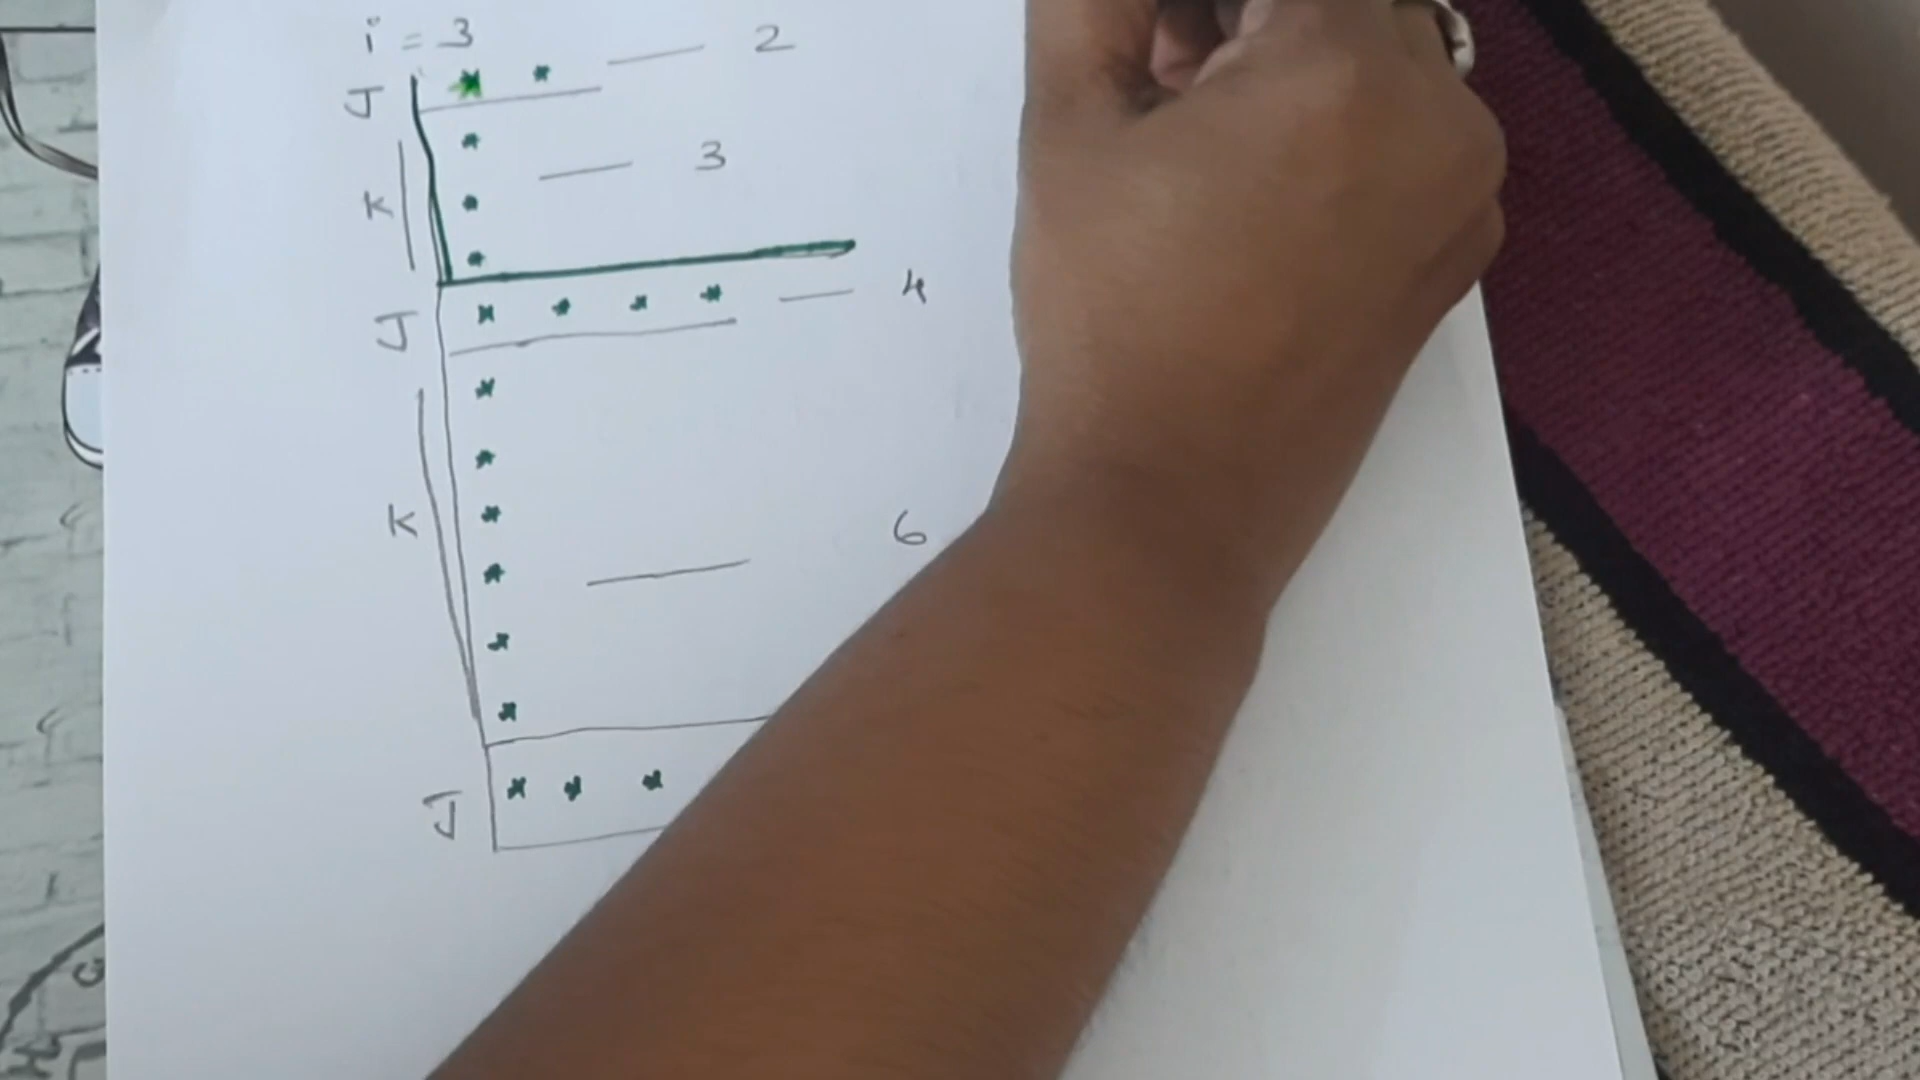 i = 3
J * * — 2
*
K * — 3
*
J * * * * — 4
*
*
*
K * — 6
*
*
J * * *